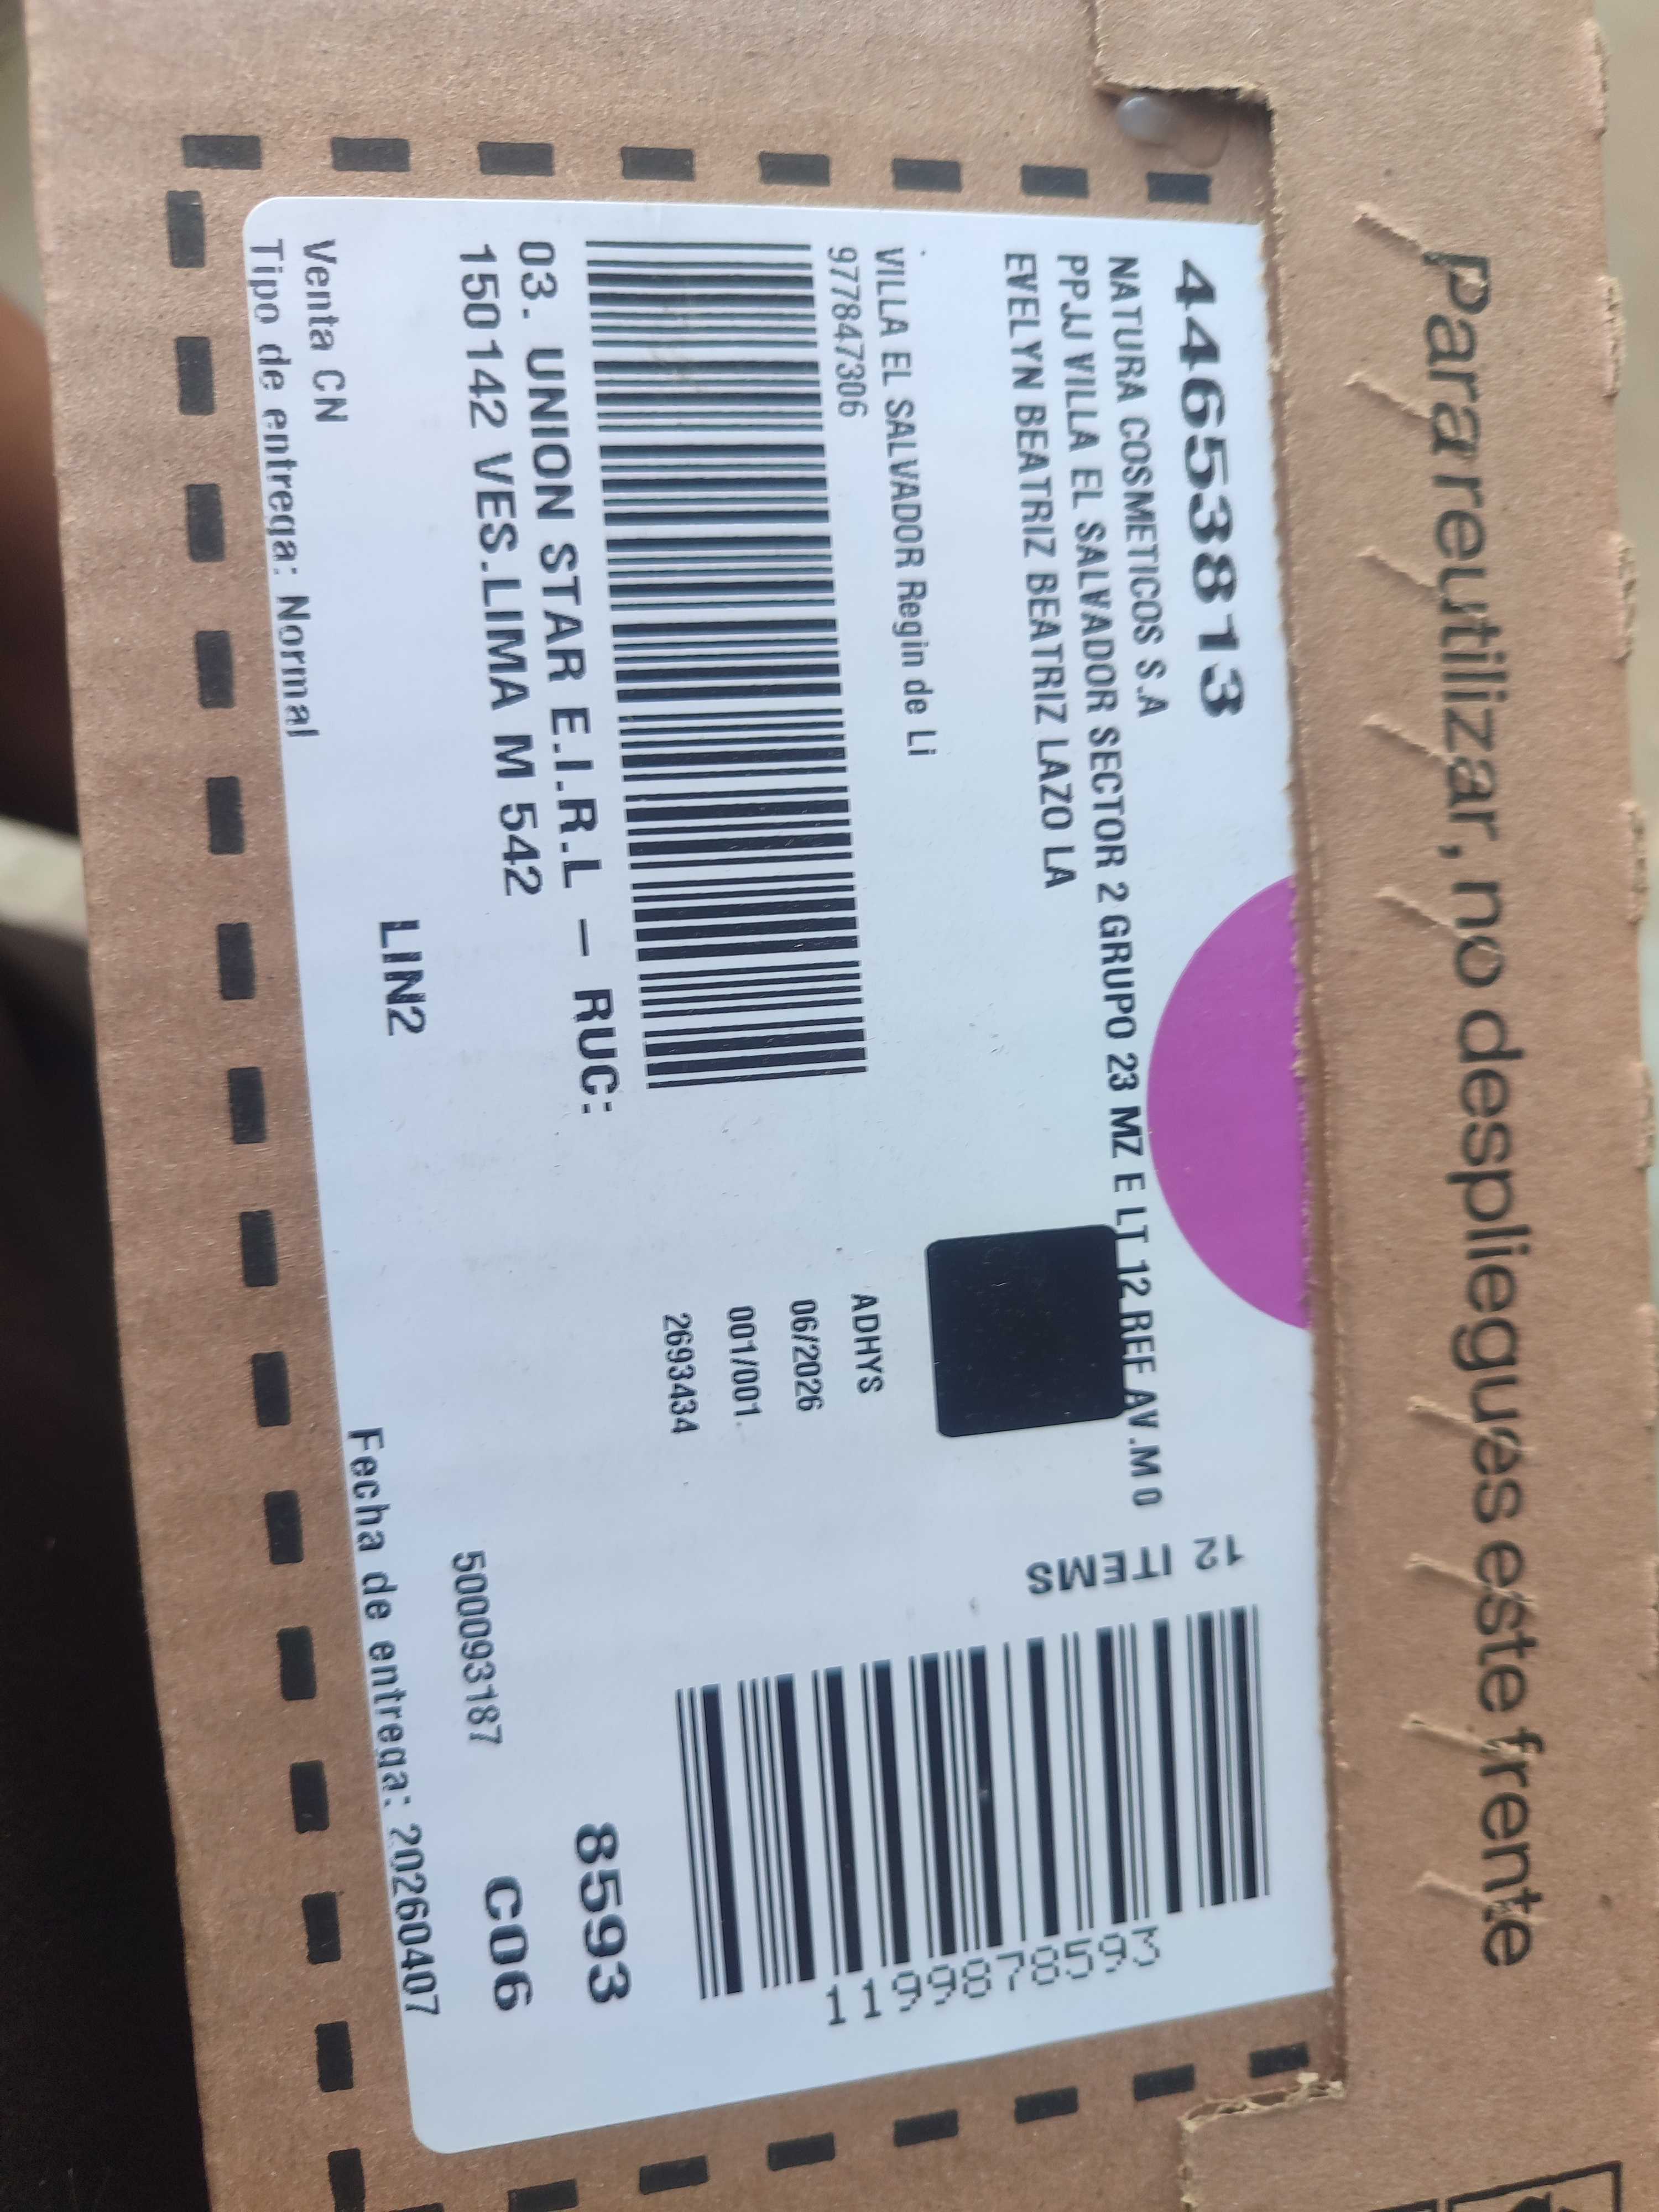 Para reutilizar, no despliegues este frente
44653813
NATURA COSMETICOS S.A
PPJJ VILLA EL SALVADOR SECTOR 2 GRUPO 23 MZ E LT 12 REF AV .M 0
EVELYN BEATRIZ BEATRIZ LAZO LA
12 ITEMS
VILLA EL SALVADOR Regin de Li
977847306
ADHYS
06/2026
001/001.
2693434
1199878593
03. UNION STAR E.I.R.L – RUC:
8593
150142 VES.LIMA M 542
500093187
C06
LIN2
Venta CN
Tipo de entrega: Normal
Fecha de entrega: 20260407